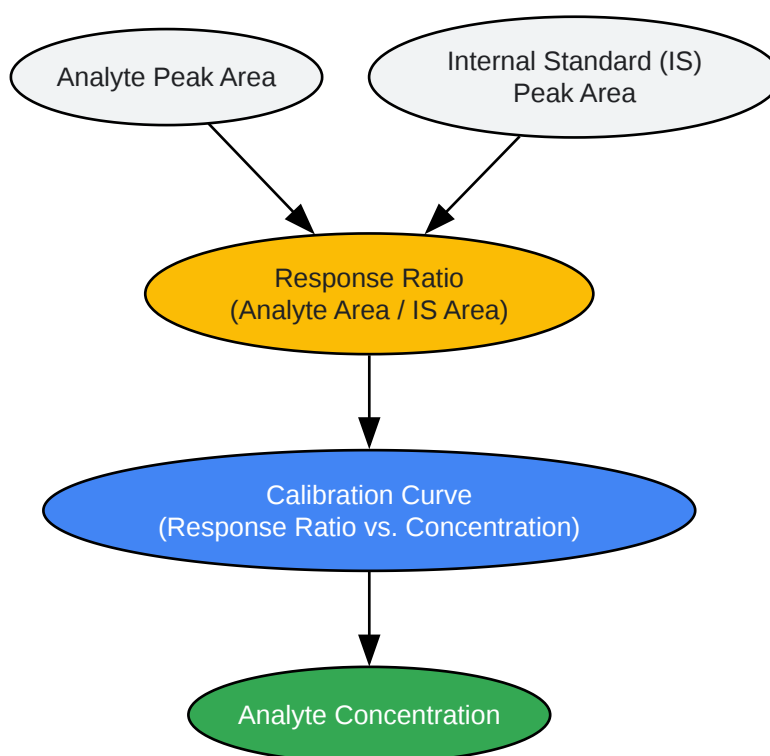 Analyte Peak Area
Internal Standard (IS)
Peak Area
Response Ratio
(Analyte Area / IS Area)
Calibration Curve
(Response Ratio vs. Concentration)
Analyte Concentration